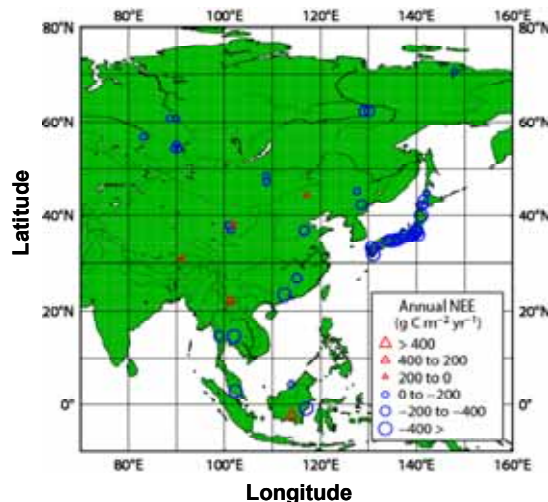 80°E 100°E 120°E 140°E 160°E
80°N 80°N
60°N 60°N
40°N 40°N
20°N 20°N
0° 0°
80°E 100°E 120°E 140°E 160°E
Latitude
Longitude
Annual NEE
(g C m⁻² yr⁻¹)
> 400
400 to 200
200 to 0
0 to −200
−200 to −400
−400 >